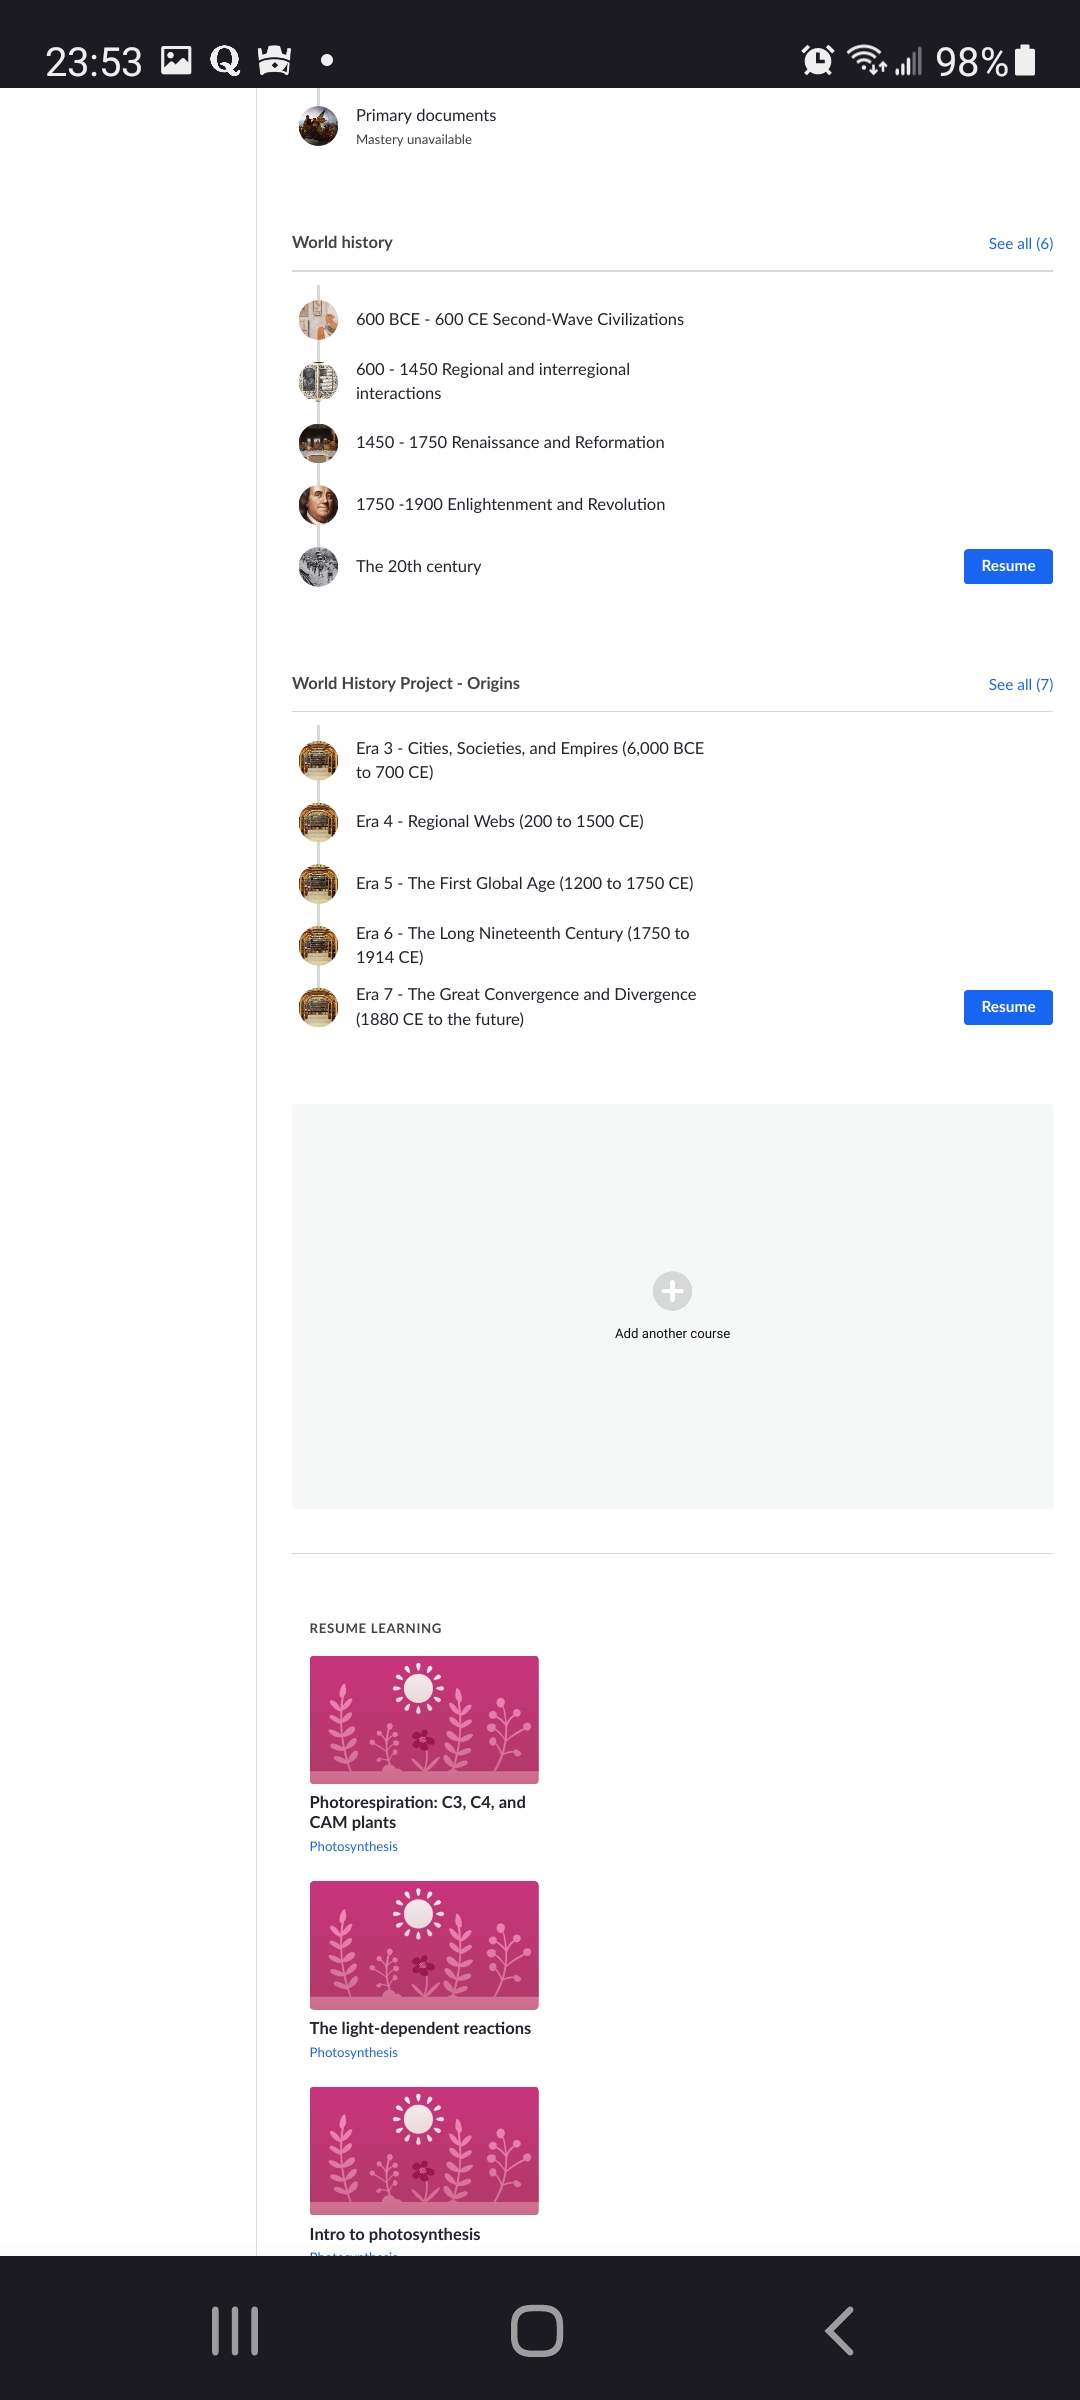 23:53
98%
Primary documents
Mastery unavailable
World history
See all (6)
600 BCE - 600 CE Second-Wave Civilizations
600 - 1450 Regional and interregional
interactions
1450 - 1750 Renaissance and Reformation
1750 -1900 Enlightenment and Revolution
The 20th century
Resume
World History Project - Origins
See all (7)
Era 3 - Cities, Societies, and Empires (6,000 BCE
to 700 CE)
Era 4 - Regional Webs (200 to 1500 CE)
Era 5 - The First Global Age (1200 to 1750 CE)
Era 6 - The Long Nineteenth Century (1750 to
1914 CE)
Era 7 - The Great Convergence and Divergence
(1880 CE to the future)
Resume
Add another course
RESUME LEARNING
Photorespiration: C3, C4, and
CAM plants
Photosynthesis
The light-dependent reactions
Photosynthesis
Intro to photosynthesis